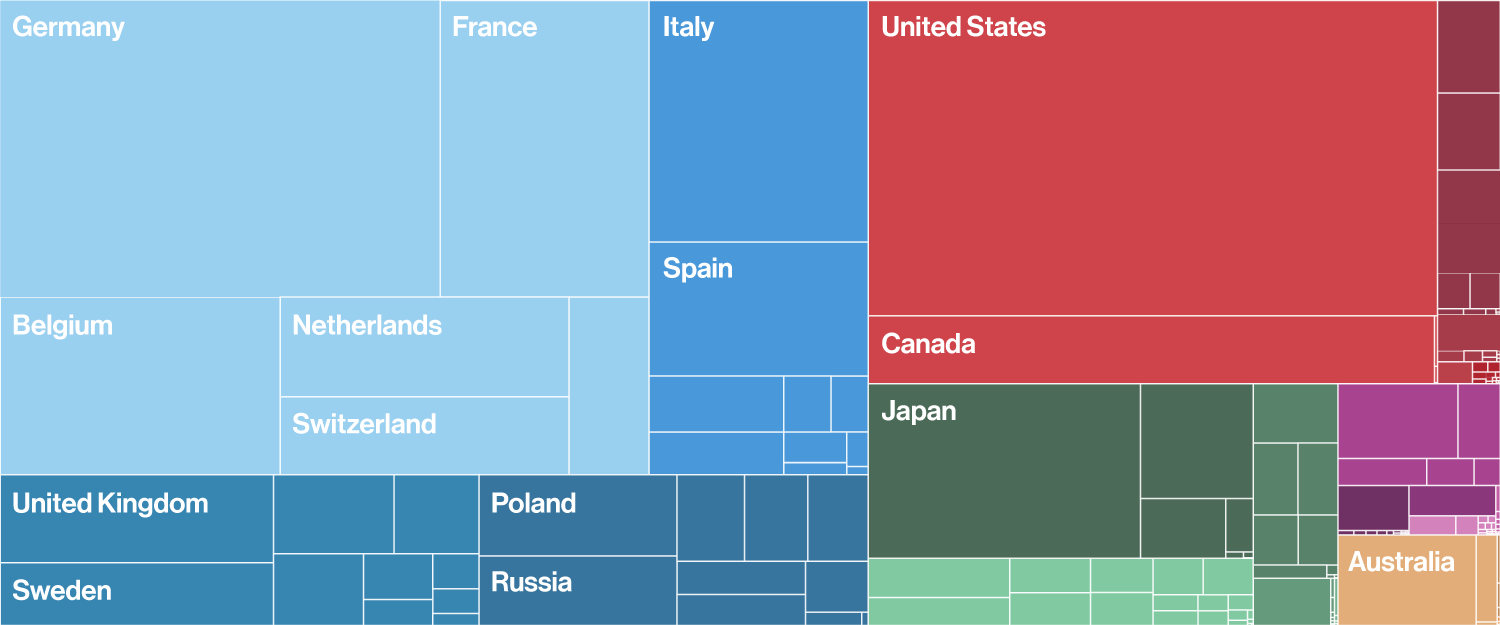 Germany
France
Italy
United States
Spain
Belgium
Netherlands
Canada
Switzerland
Japan
United Kingdom
Poland
Australia
Sweden
Russia